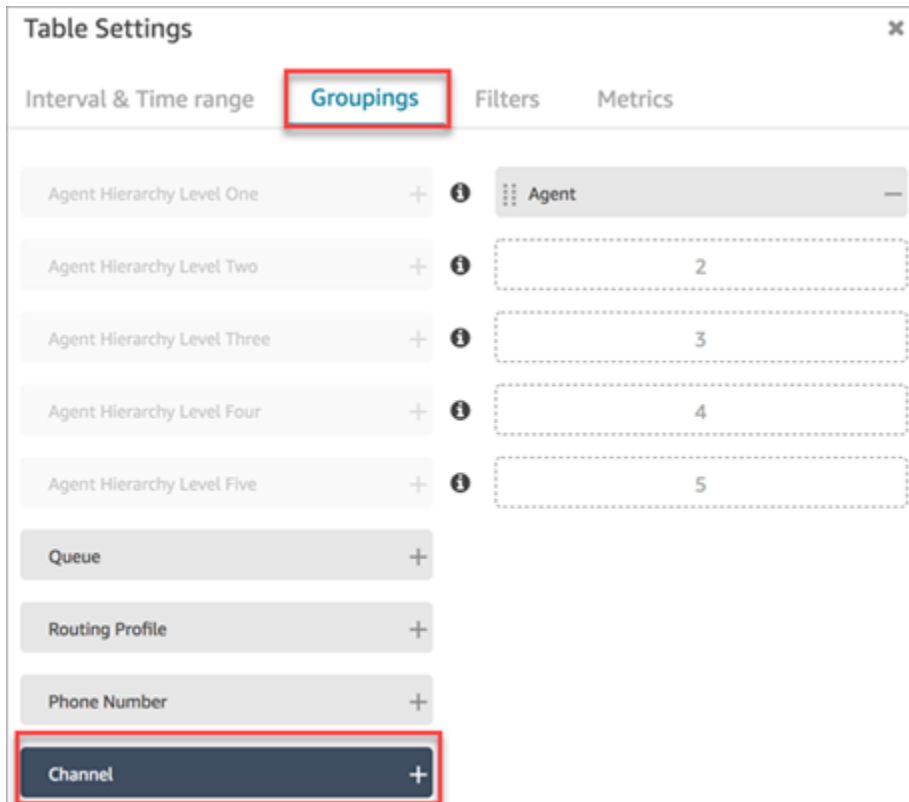 Table Settings
Interval & Time range Groupings Filters Metrics
Agent Hierarchy Level One Agent
Agent Hierarchy Level Two 2
Agent Hierarchy Level Three 3
Agent Hierarchy Level Four 4
Agent Hierarchy Level Five 5
Queue
Routing Profile
Phone Number
Channel